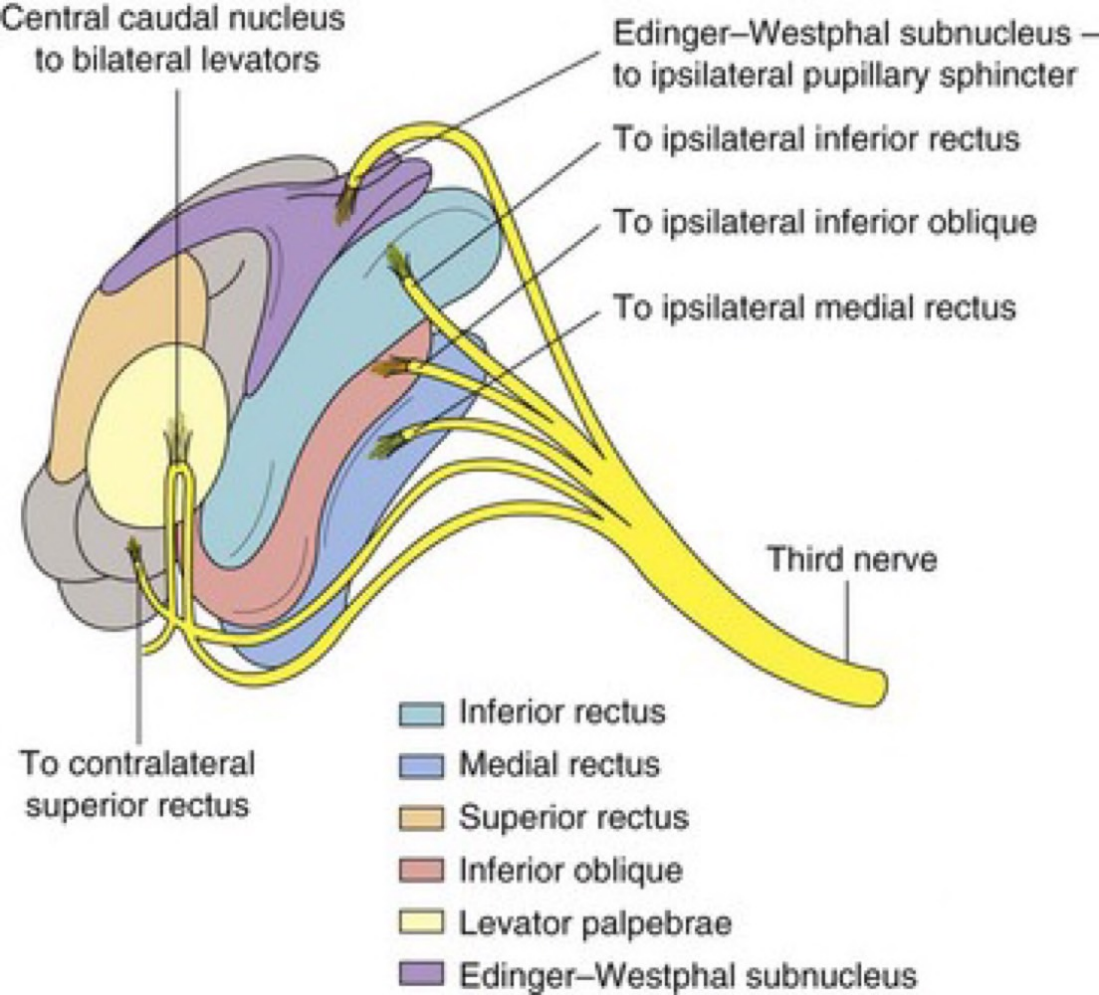 Central caudal nucleus
to bilateral levators
Edinger–Westphal subnucleus –
to ipsilateral pupillary sphincter
To ipsilateral inferior rectus
To ipsilateral inferior oblique
To ipsilateral medial rectus
Third nerve
To contralateral
superior rectus
Inferior rectus
Medial rectus
Superior rectus
Inferior oblique
Levator palpebrae
Edinger–Westphal subnucleus